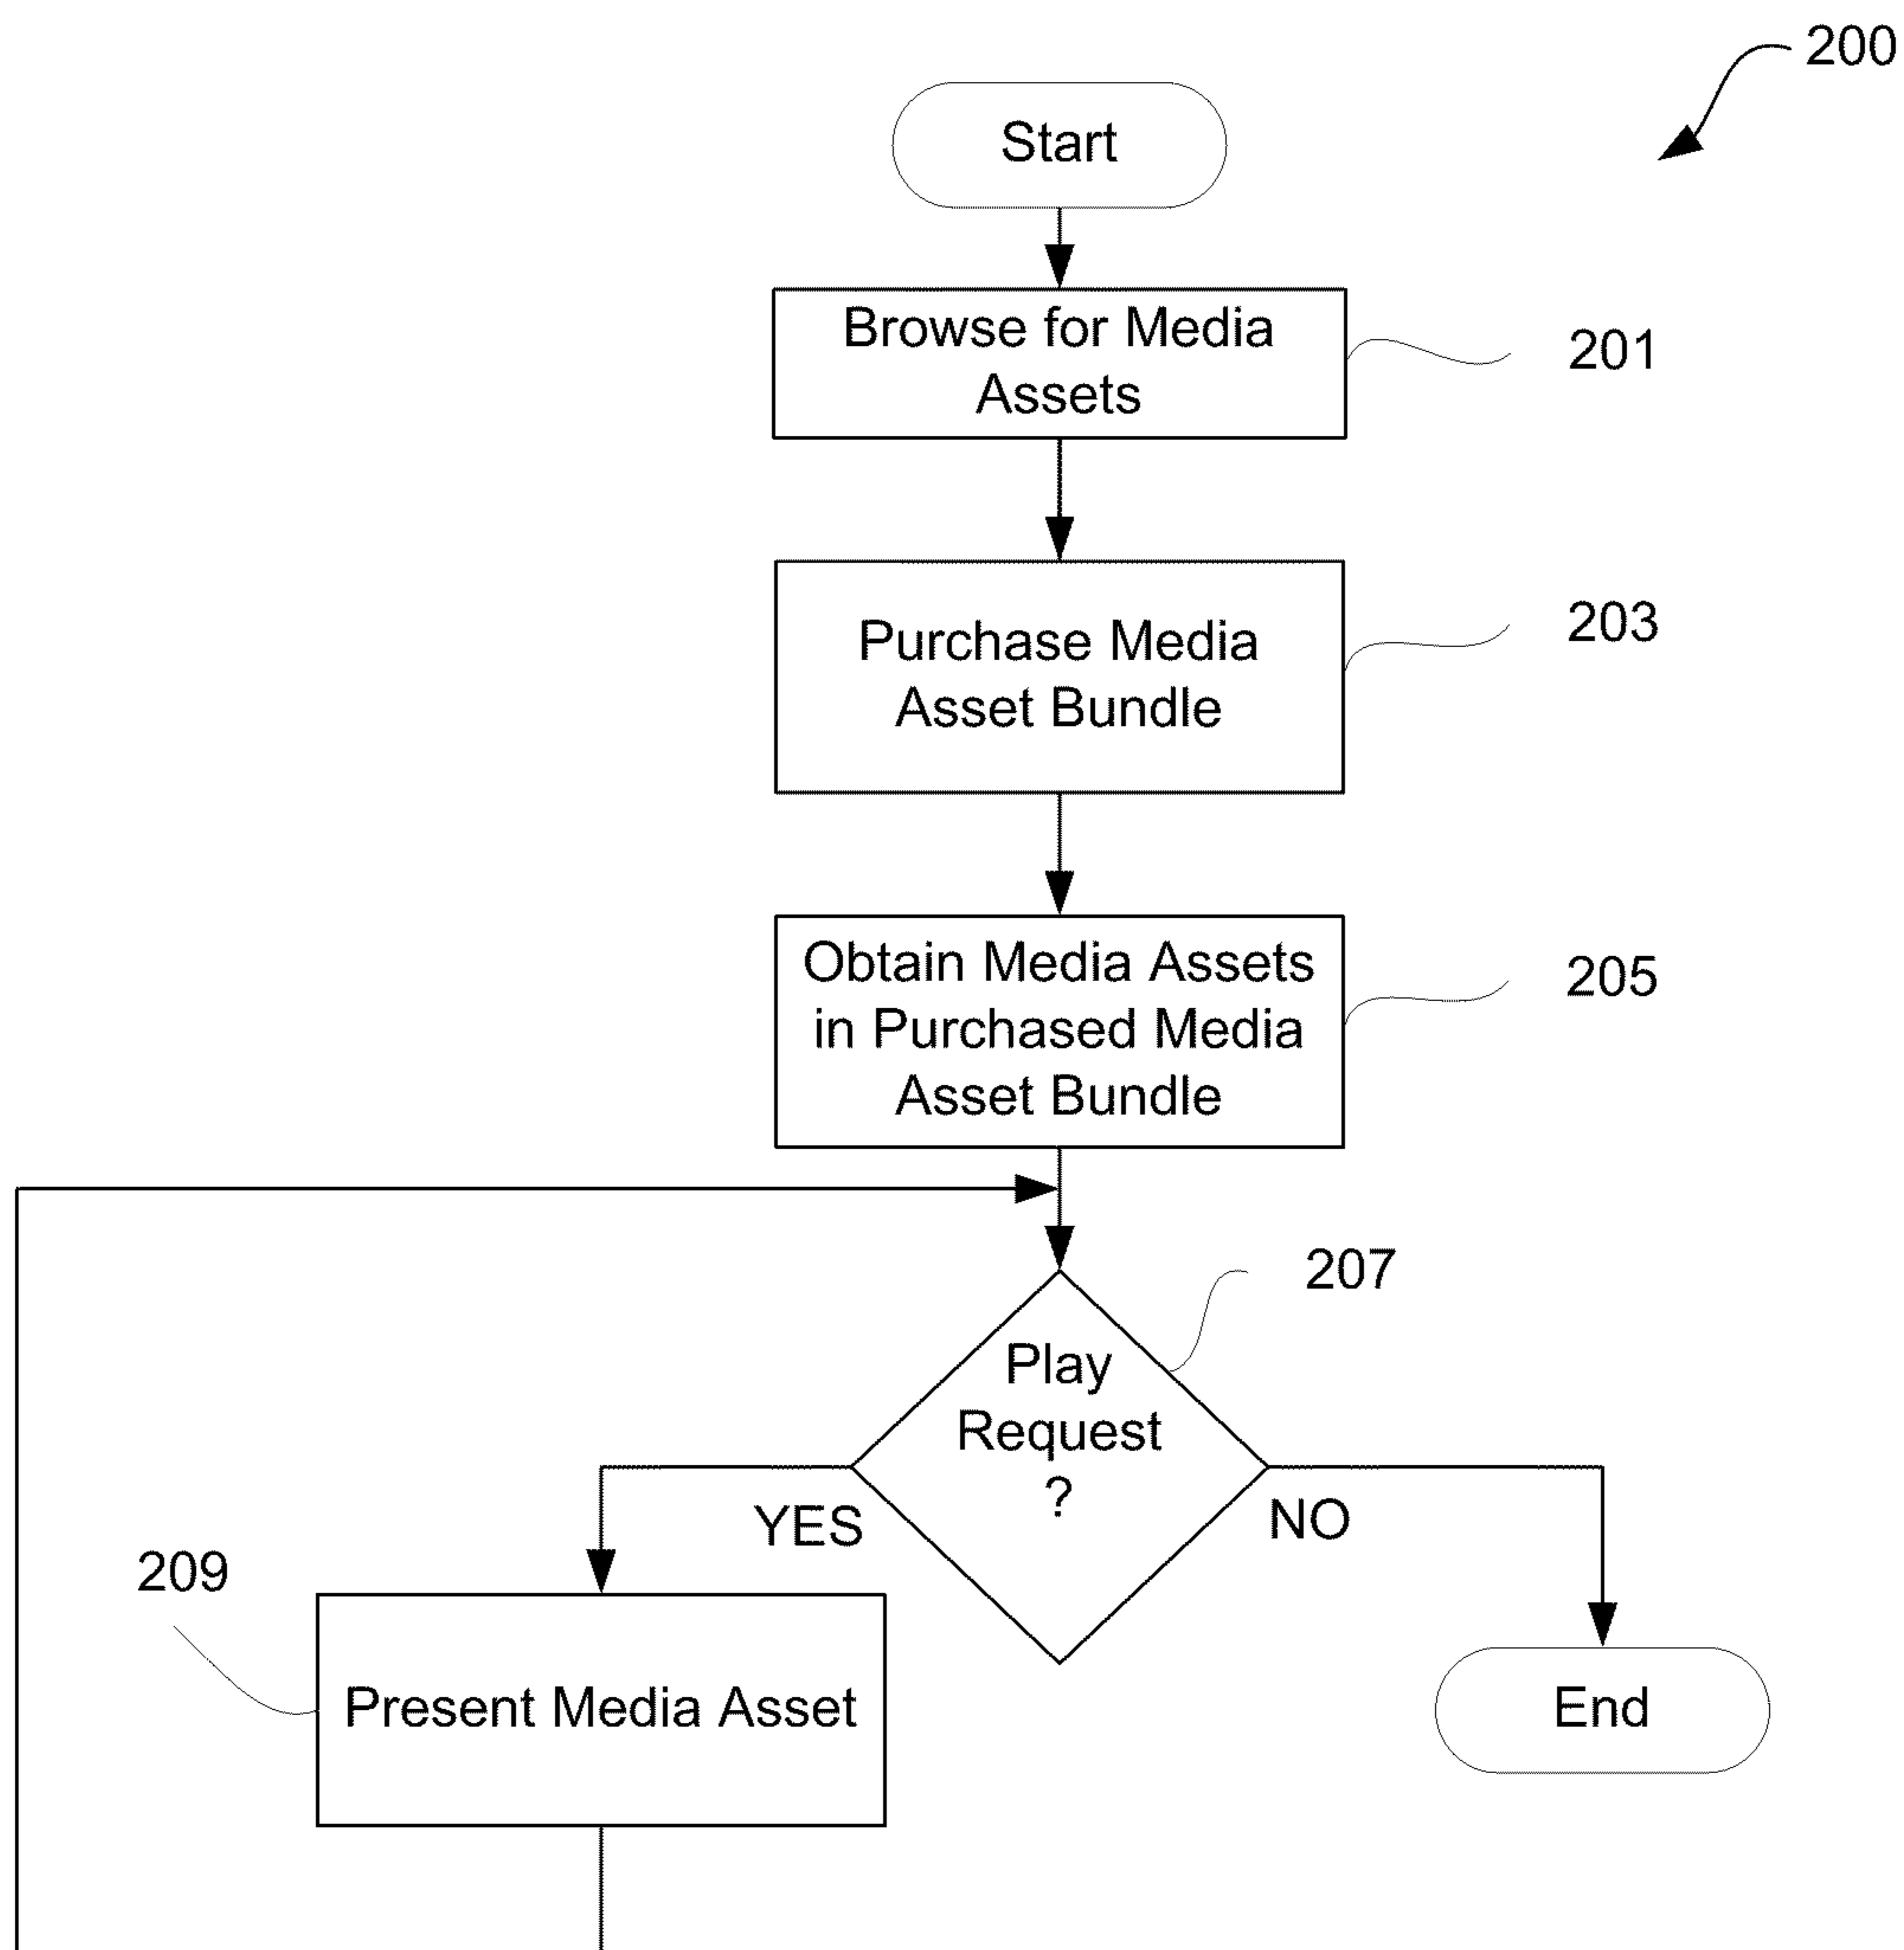 200
Start
Browse for Media
Assets
201
Purchase Media
Asset Bundle
203
Obtain Media Assets
in Purchased Media
Asset Bundle
205
Play
Request
?
207
YES
NO
209
Present Media Asset
End